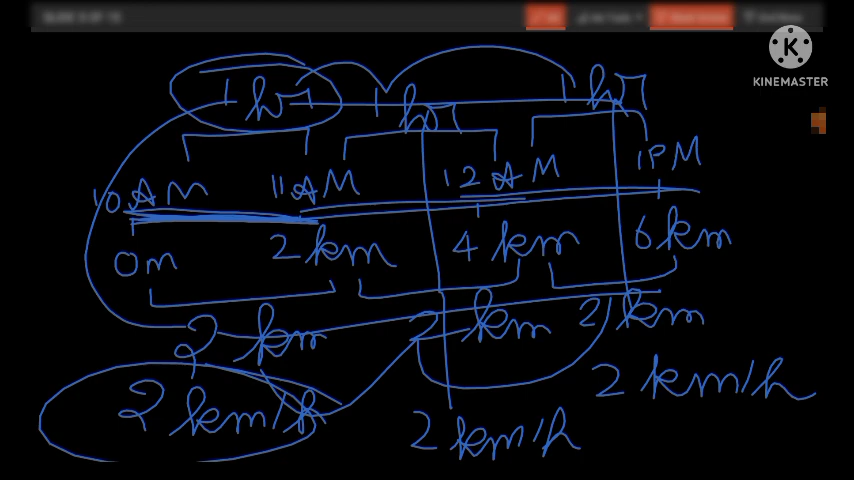 KINEMASTER
1 hr 1 hr 1 hr
10 AM 11 AM 12 AM 1 PM
0m 2 km 4 km 6 km
2 km 2 km 2 km
2 km/h 2 km/h 2 km/h